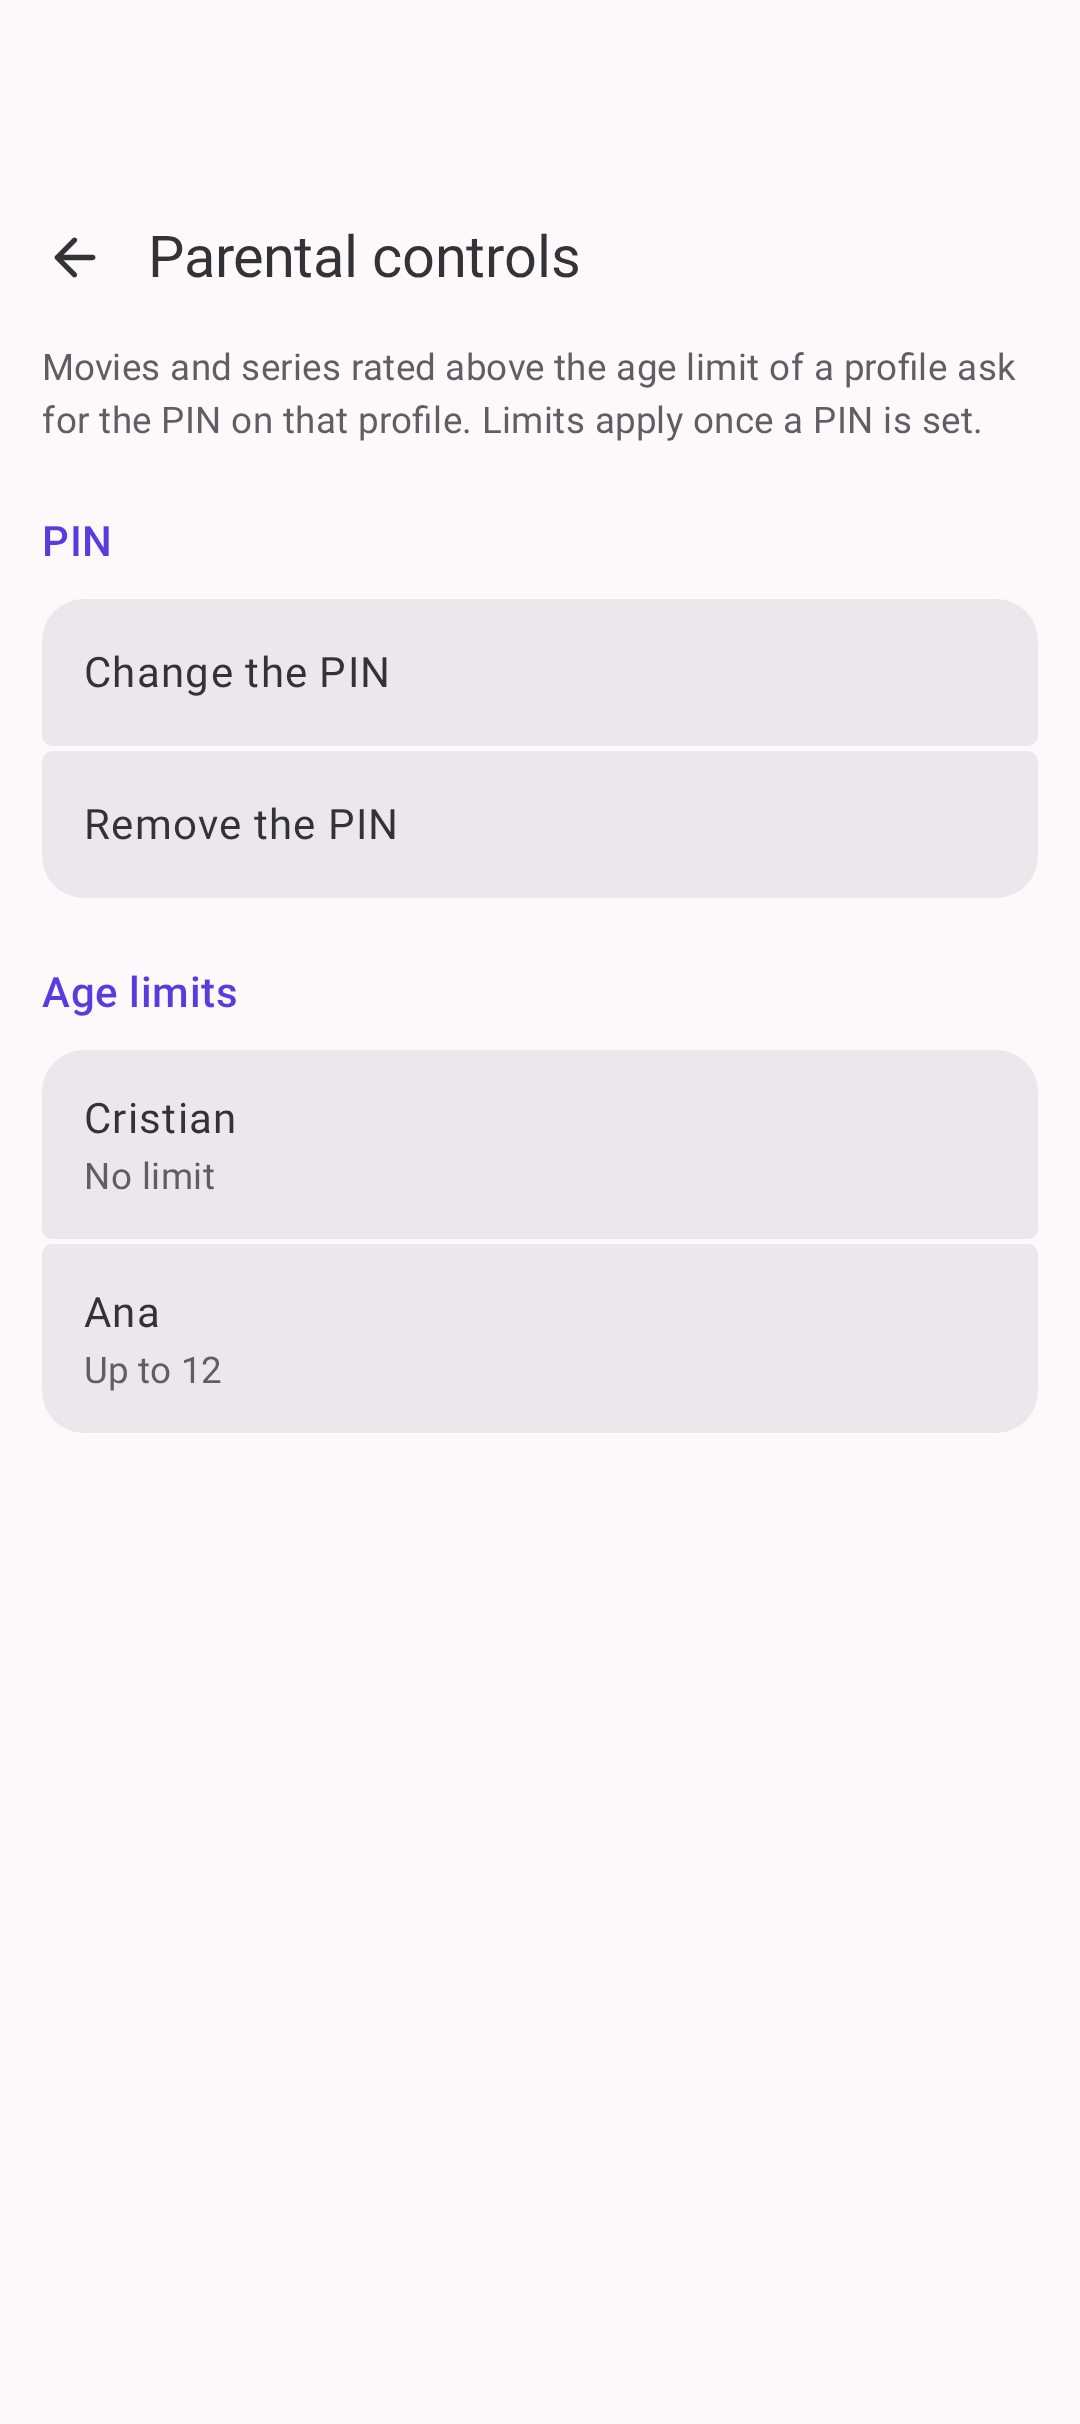 Parental controls
Movies and series rated above the age limit of a profile ask
for the PIN on that profile. Limits apply once a PIN is set.
PIN
Change the PIN
Remove the PIN
Age limits
Cristian
No limit
Ana
Up to 12